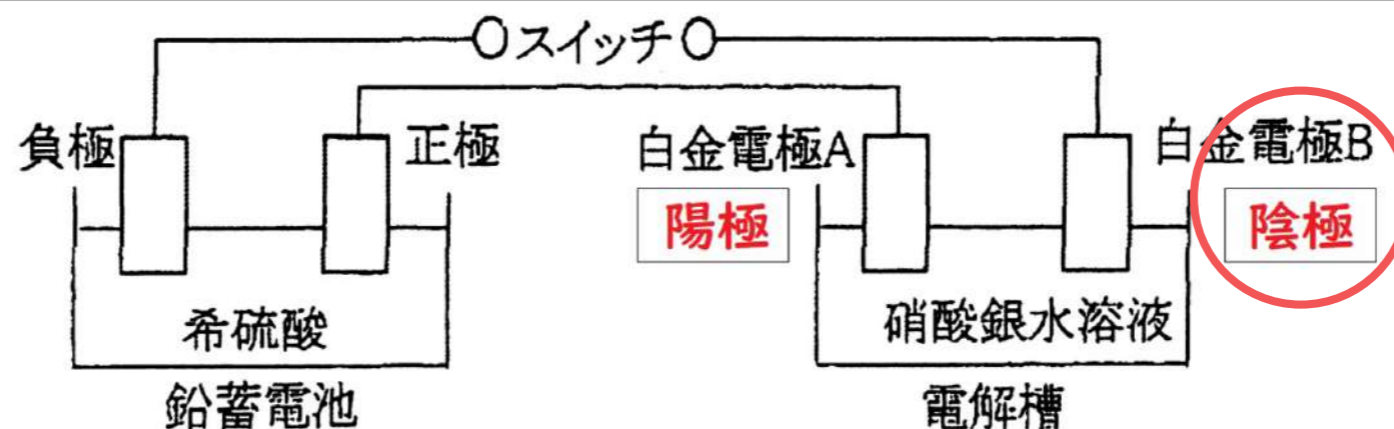 スイッチ
負極
正極
白金電極A
白金電極B
陽極
陰極
希硫酸
硝酸銀水溶液
鉛蓄電池
電解槽